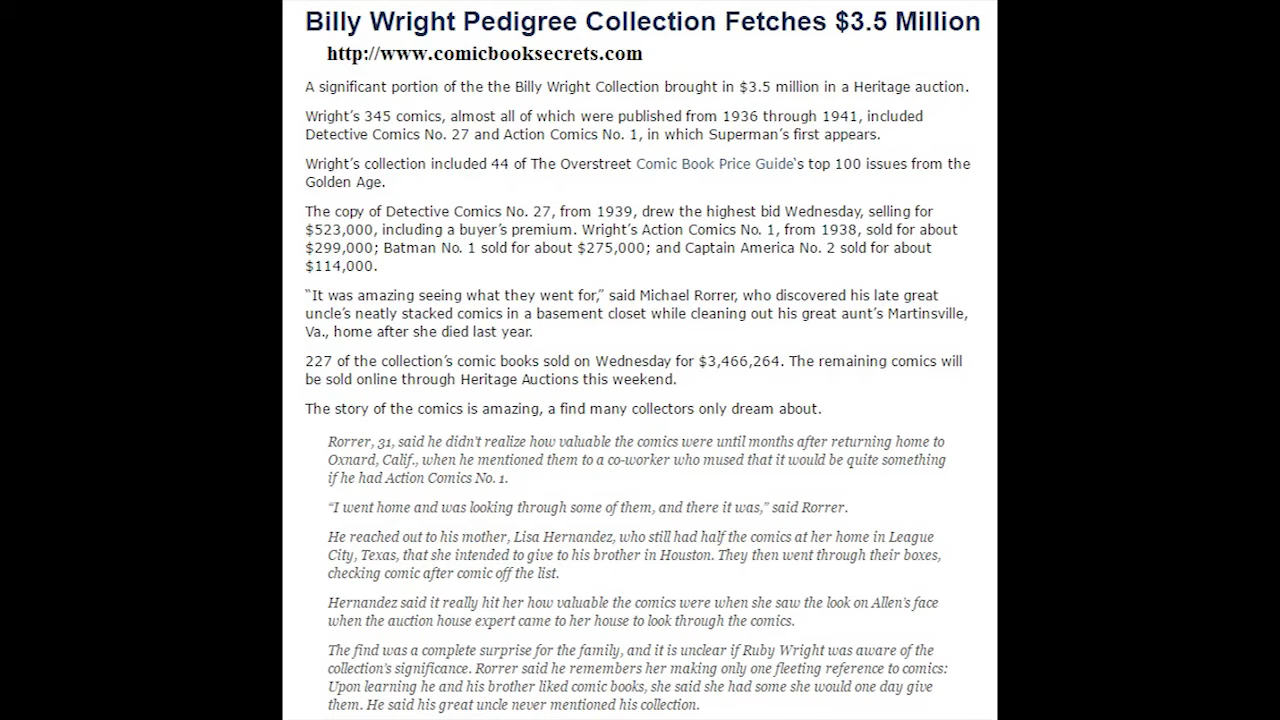 Billy Wright Pedigree Collection Fetches $3.5 Million
http://www.comicbooksecrets.com
A significant portion of the the Billy Wright Collection brought in $3.5 million in a Heritage auction.
Wright's 345 comics, almost all of which were published from 1936 through 1941, included
Detective Comics No. 27 and Action Comics No. 1, in which Superman's first appears.
Wright's collection included 44 of The Overstreet Comic Book Price Guide's top 100 issues from the
Golden Age.
The copy of Detective Comics No. 27, from 1939, drew the highest bid Wednesday, selling for
$523,000, including a buyer's premium. Wright's Action Comics No. 1, from 1938, sold for about
$299,000; Batman No. 1 sold for about $275,000; and Captain America No. 2 sold for about
$114,000.
"It was amazing seeing what they went for," said Michael Rorrer, who discovered his late great
uncle's neatly stacked comics in a basement closet while cleaning out his great aunt's Martinsville,
Va., home after she died last year.
227 of the collection's comic books sold on Wednesday for $3,466,264. The remaining comics will
be sold online through Heritage Auctions this weekend.
The story of the comics is amazing, a find many collectors only dream about.
Rorrer, 31, said he didn't realize how valuable the comics were until months after returning home to
Oxnard, Calif., when he mentioned them to a co-worker who mused that it would be quite something
if he had Action Comics No. 1.
"I went home and was looking through some of them, and there it was," said Rorrer.
He reached out to his mother, Lisa Hernandez, who still had half the comics at her home in League
City, Texas, that she intended to give to his brother in Houston. They then went through their boxes,
checking comic after comic off the list.
Hernandez said it really hit her how valuable the comics were when she saw the look on Allen's face
when the auction house expert came to her house to look through the comics.
The find was a complete surprise for the family, and it is unclear if Ruby Wright was aware of the
collection's significance. Rorrer said he remembers her making only one fleeting reference to comics:
Upon learning he and his brother liked comic books, she said she had some she would one day give
them. He said his great uncle never mentioned his collection.